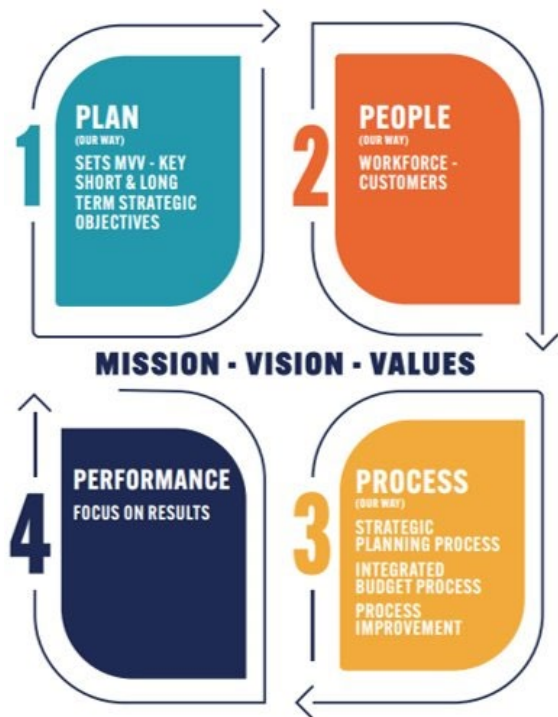 1
PLAN
(OUR WAY)
SETS MVV - KEY
SHORT & LONG
TERM STRATEGIC
OBJECTIVES
2
PEOPLE
(OUR WAY)
WORKFORCE -
CUSTOMERS
MISSION - VISION - VALUES
4
PERFORMANCE
FOCUS ON RESULTS
3
PROCESS
(OUR WAY)
STRATEGIC
PLANNING PROCESS
INTEGRATED
BUDGET PROCESS
PROCESS
IMPROVEMENT